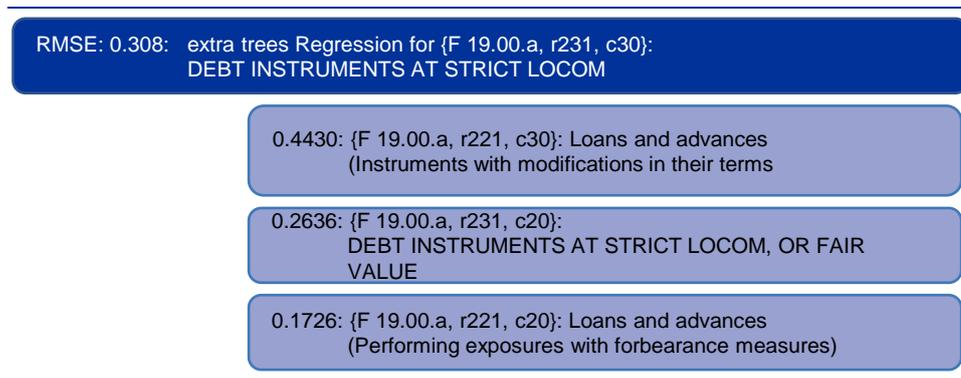 RMSE: 0.308: extra trees Regression for {F 19.00.a, r231, c30}:
DEBT INSTRUMENTS AT STRICT LOCOM
0.4430: {F 19.00.a, r221, c30}: Loans and advances
(Instruments with modifications in their terms
0.2636: {F 19.00.a, r231, c20}:
DEBT INSTRUMENTS AT STRICT LOCOM, OR FAIR
VALUE
0.1726: {F 19.00.a, r221, c20}: Loans and advances
(Performing exposures with forbearance measures)